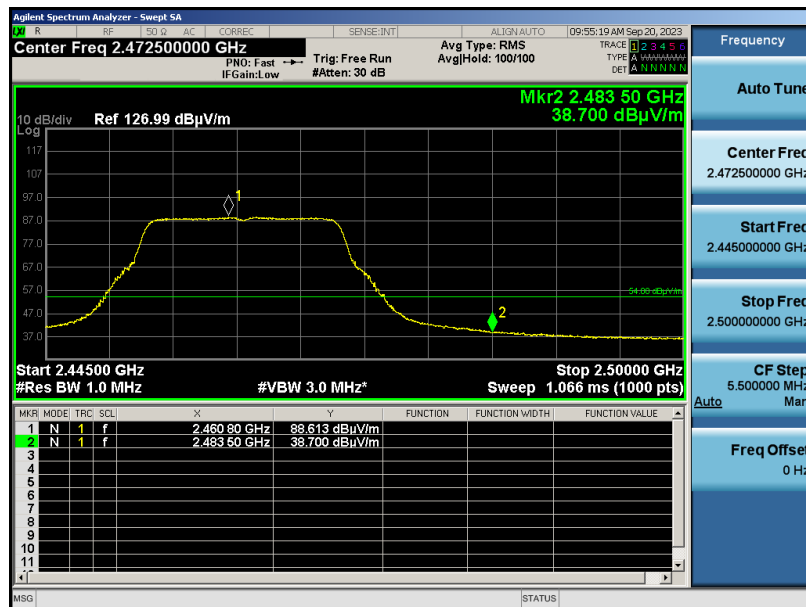 Agilent Spectrum Analyzer - Swept SA
LXI R RF 50 Ω AC CORREC SENSE:INT ALIGN AUTO 09:55:19 AM Sep 20, 2023
Center Freq 2.472500000 GHz
PNO: Fast
IFGain:Low
Trig: Free Run
#Atten: 30 dB
Avg Type: RMS
Avg|Hold: 100/100
TRACE 1 2 3 4 5 6
TYPE A WWWWW
DET A N N N N N
Mkr2 2.483 50 GHz
38.700 dBµV/m
10 dB/div Ref 126.99 dBµV/m
Log
117
107
97.0
1
87.0
77.0
67.0
57.0
54.00 dBµV/m
47.0
2
37.0
Start 2.44500 GHz Stop 2.50000 GHz
#Res BW 1.0 MHz #VBW 3.0 MHz* Sweep 1.066 ms (1000 pts)
MKR MODE TRC SCL X Y FUNCTION FUNCTION WIDTH FUNCTION VALUE
1 N 1 f 2.460 80 GHz 88.613 dBµV/m
2 N 1 f 2.483 50 GHz 38.700 dBµV/m
3
4
5
6
7
8
9
10
11
MSG STATUS
Frequency
Auto Tune
Center Freq
2.472500000 GHz
Start Freq
2.445000000 GHz
Stop Freq
2.500000000 GHz
CF Step
5.500000 MHz
Auto Man
Freq Offset
0 Hz